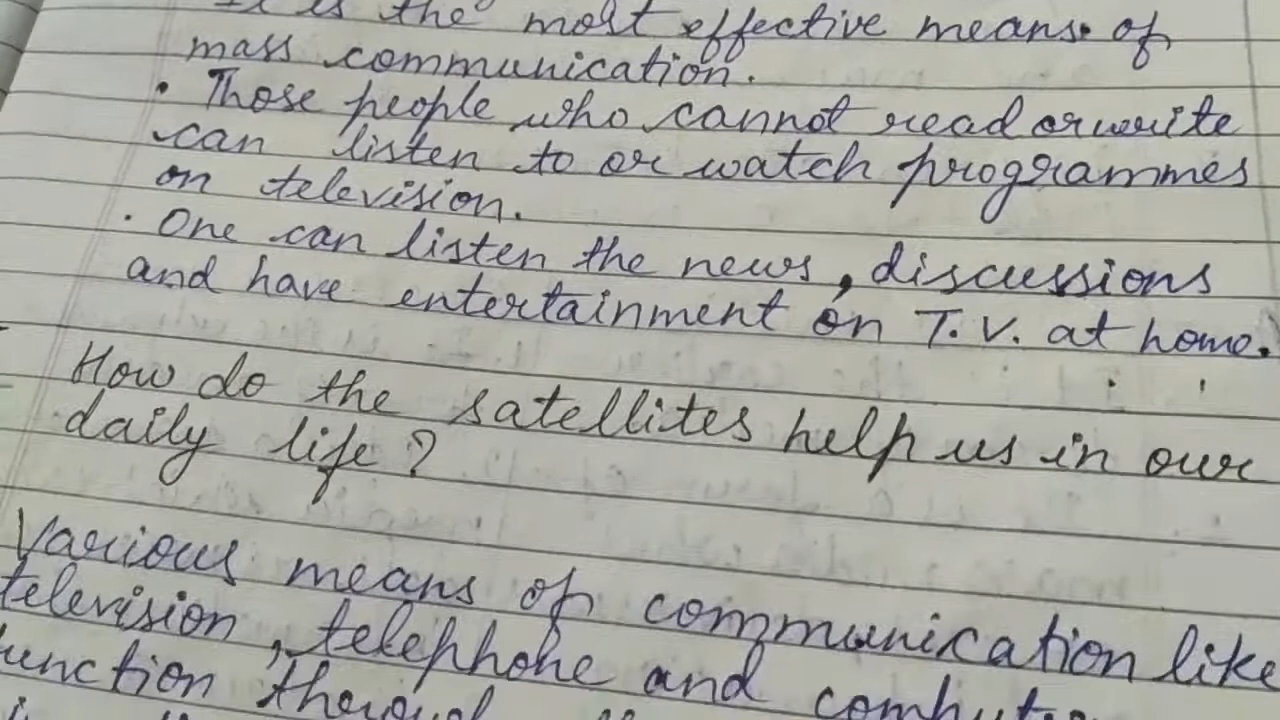 It is the most effective means of
mass communication.
• Those people who cannot read or write
can listen to or watch programmes
on television.
• One can listen the news, discussions
and have entertainment on T.V. at home.
How do the satellites help us in our
daily life?
Various means of communication like
television, telephone and